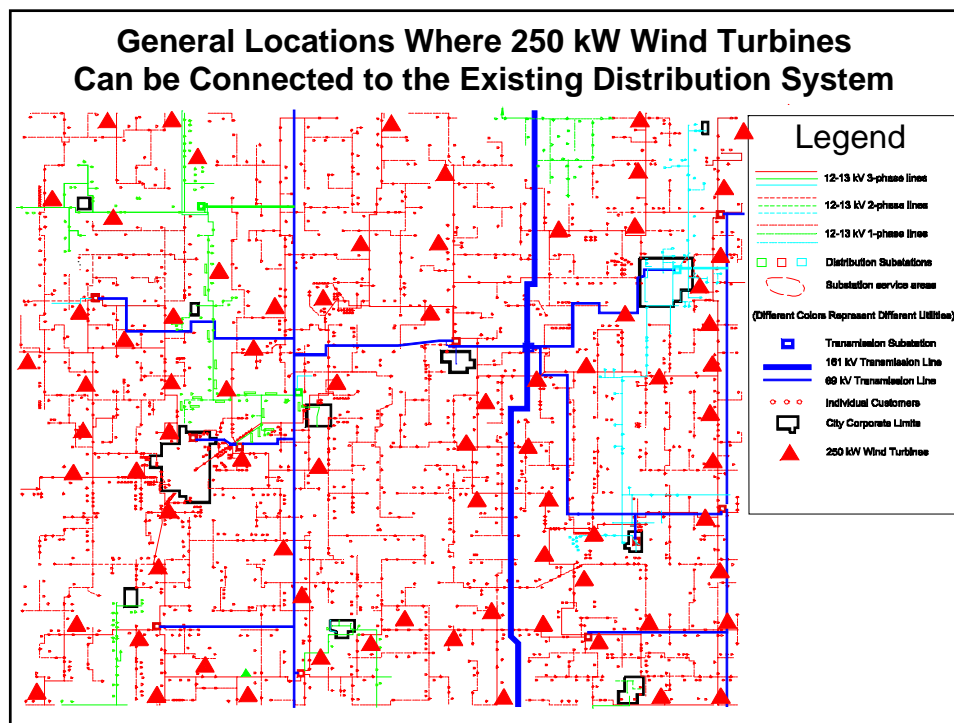 General Locations Where 250 kW Wind Turbines
Can be Connected to the Existing Distribution System
Legend
12-13 kV 3-phase lines
12-13 kV 2-phase lines
12-13 kV 1-phase lines
Distribution Substations
Substation service areas
(Different Colors Represent Different Utilities)
Transmission Substation
161 kV Transmission Line
69 kV Transmission Line
Individual Customers
City Corporate Limits
250 kW Wind Turbines